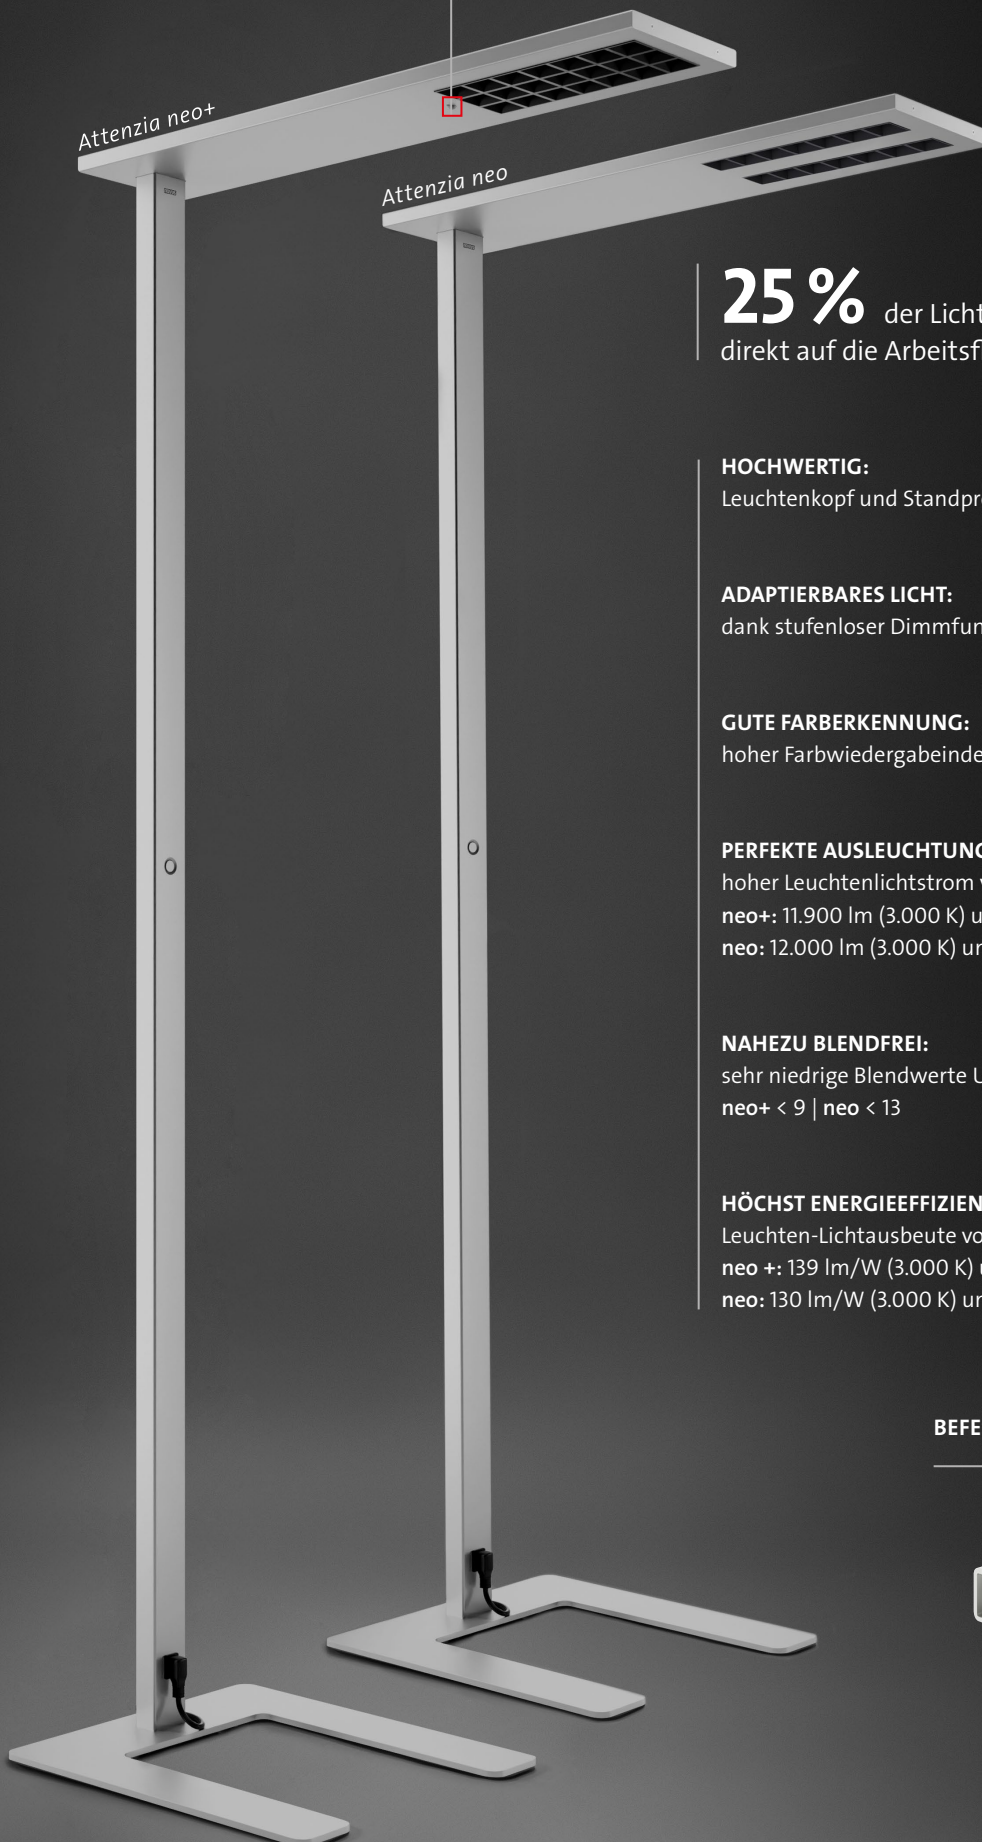 Attenzia neo+
Attenzia neo
25 % der Licht
direkt auf die Arbeitsf
HOCHWERTIG:
Leuchtenkopf und Standpr
ADAPTIERBARES LICHT:
dank stufenloser Dimmfun
GUTE FARBERKENNUNG:
hoher Farbwiedergabeinde
PERFEKTE AUSLEUCHTUNG
hoher Leuchtenlichtstrom v
neo+: 11.900 lm (3.000 K) u
neo: 12.000 lm (3.000 K) un
NAHEZU BLENDFREI:
sehr niedrige Blendwerte U
neo+ < 9 | neo < 13
HÖCHST ENERGIEEFFIZIEN
Leuchten-Lichtausbeute vo
neo +: 139 lm/W (3.000 K) u
neo: 130 lm/W (3.000 K) un
BEFE